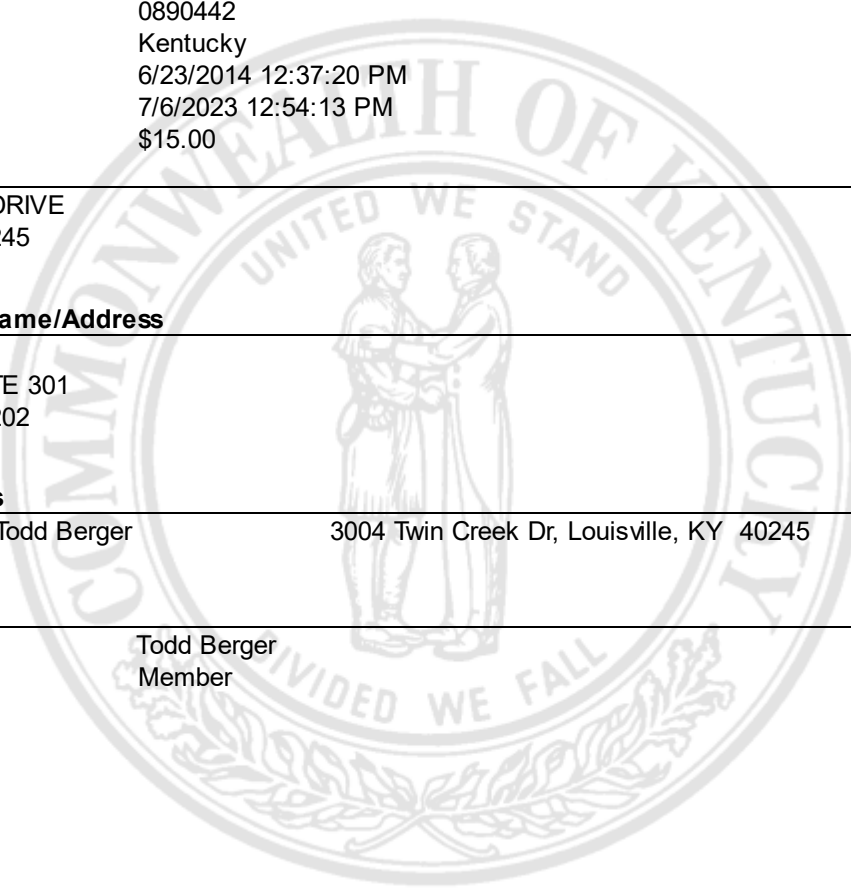 0890442
Kentucky
6/23/2014 12:37:20 PM
7/6/2023 12:54:13 PM
$15.00
DRIVE
245
ame/Address
TE 301
202
s
Todd Berger 3004 Twin Creek Dr, Louisville, KY 40245
Todd Berger
Member
COMMONWEALTH OF KENTUCKY
UNITED WE STAND
DIVIDED WE FALL